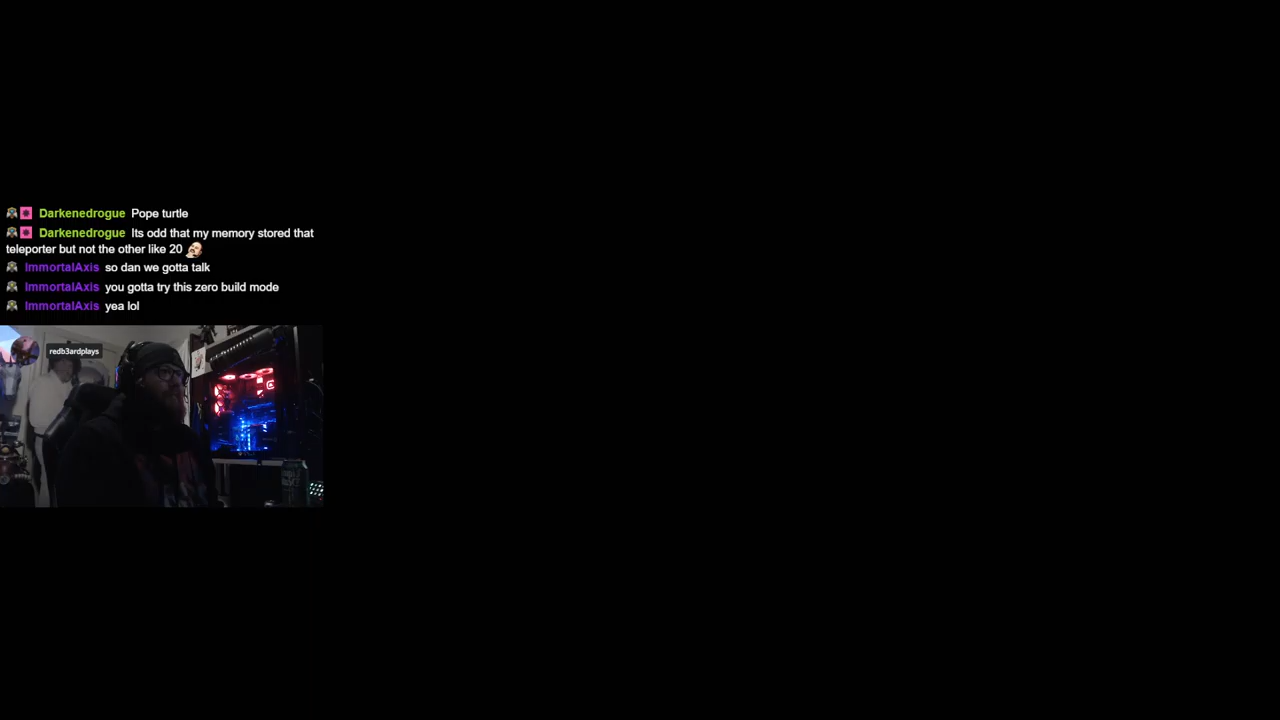 Darkenedrogue Pope turtle
Darkenedrogue Its odd that my memory stored that
teleporter but not the other like 20
ImmortalAxis so dan we gotta talk
ImmortalAxis you gotta try this zero build mode
ImmortalAxis yea lol
redb3ardplays